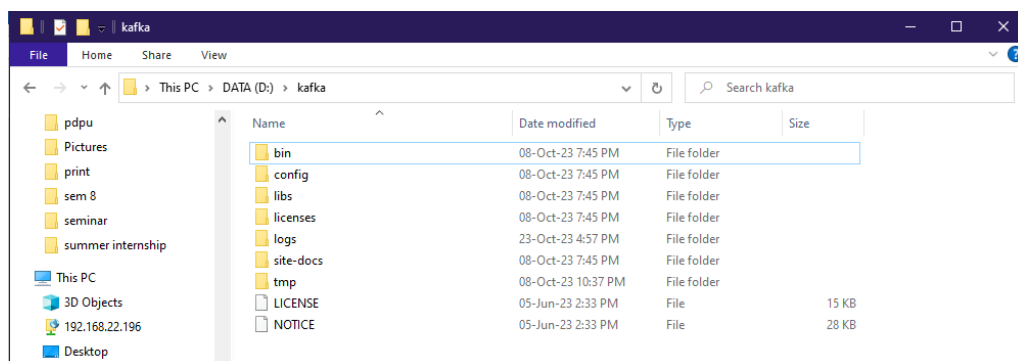 kafka
File Home Share View
This PC > DATA (D:) > kafka Search kafka
Name Date modified Type Size
pdpu
Pictures
print
sem 8
seminar
summer internship
This PC
3D Objects
192.168.22.196
Desktop
bin 08-Oct-23 7:45 PM File folder
config 08-Oct-23 7:45 PM File folder
libs 08-Oct-23 7:45 PM File folder
licenses 08-Oct-23 7:45 PM File folder
logs 23-Oct-23 4:57 PM File folder
site-docs 08-Oct-23 7:45 PM File folder
tmp 08-Oct-23 10:37 PM File folder
LICENSE 05-Jun-23 2:33 PM File 15 KB
NOTICE 05-Jun-23 2:33 PM File 28 KB